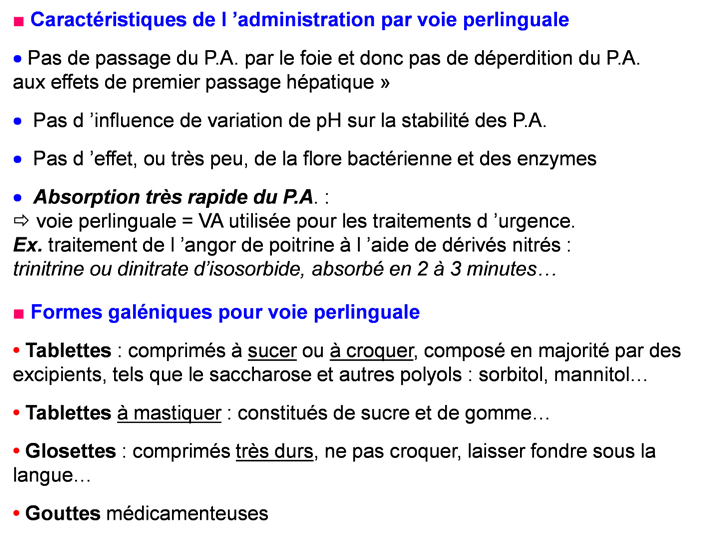 ■ Caractéristiques de l ’administration par voie perlinguale
• Pas de passage du P.A. par le foie et donc pas de déperdition du P.A.
aux effets de premier passage hépatique »
• Pas d ’influence de variation de pH sur la stabilité des P.A.
• Pas d ’effet, ou très peu, de la flore bactérienne et des enzymes
• Absorption très rapide du P.A. :
⇨ voie perlinguale = VA utilisée pour les traitements d ’urgence.
Ex. traitement de l ’angor de poitrine à l ’aide de dérivés nitrés :
trinitrine ou dinitrate d’isosorbide, absorbé en 2 à 3 minutes…
■ Formes galéniques pour voie perlinguale
• Tablettes : comprimés à sucer ou à croquer, composé en majorité par des
excipients, tels que le saccharose et autres polyols : sorbitol, mannitol…
• Tablettes à mastiquer : constitués de sucre et de gomme…
• Glosettes : comprimés très durs, ne pas croquer, laisser fondre sous la
langue…
• Gouttes médicamenteuses